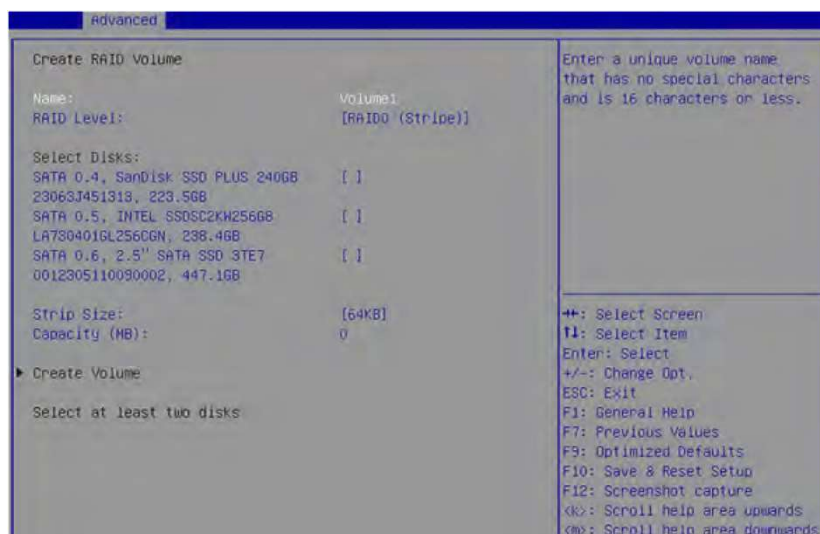 Advanced
Create RAID Volume
Name: Volume1
RAID Level: [RAID0 (Stripe)]
Select Disks:
SATA 0.4, SanDisk SSD PLUS 240GB [ ]
23063J451313, 223.5GB
SATA 0.5, INTEL SSDSC2KW256G8 [ ]
LA730401GL256CGN, 238.4GB
SATA 0.6, 2.5" SATA SSD 3TE7 [ ]
0012305110090002, 447.1GB
Strip Size: [64KB]
Capacity (MB): 0
▶ Create Volume
Select at least two disks
Enter a unique volume name
that has no special characters
and is 16 characters or less.
→←: Select Screen
↑↓: Select Item
Enter: Select
+/-: Change Opt.
ESC: Exit
F1: General Help
F7: Previous Values
F9: Optimized Defaults
F10: Save & Reset Setup
F12: Screenshot capture
<k>: Scroll help area upwards
<m>: Scroll help area downwards